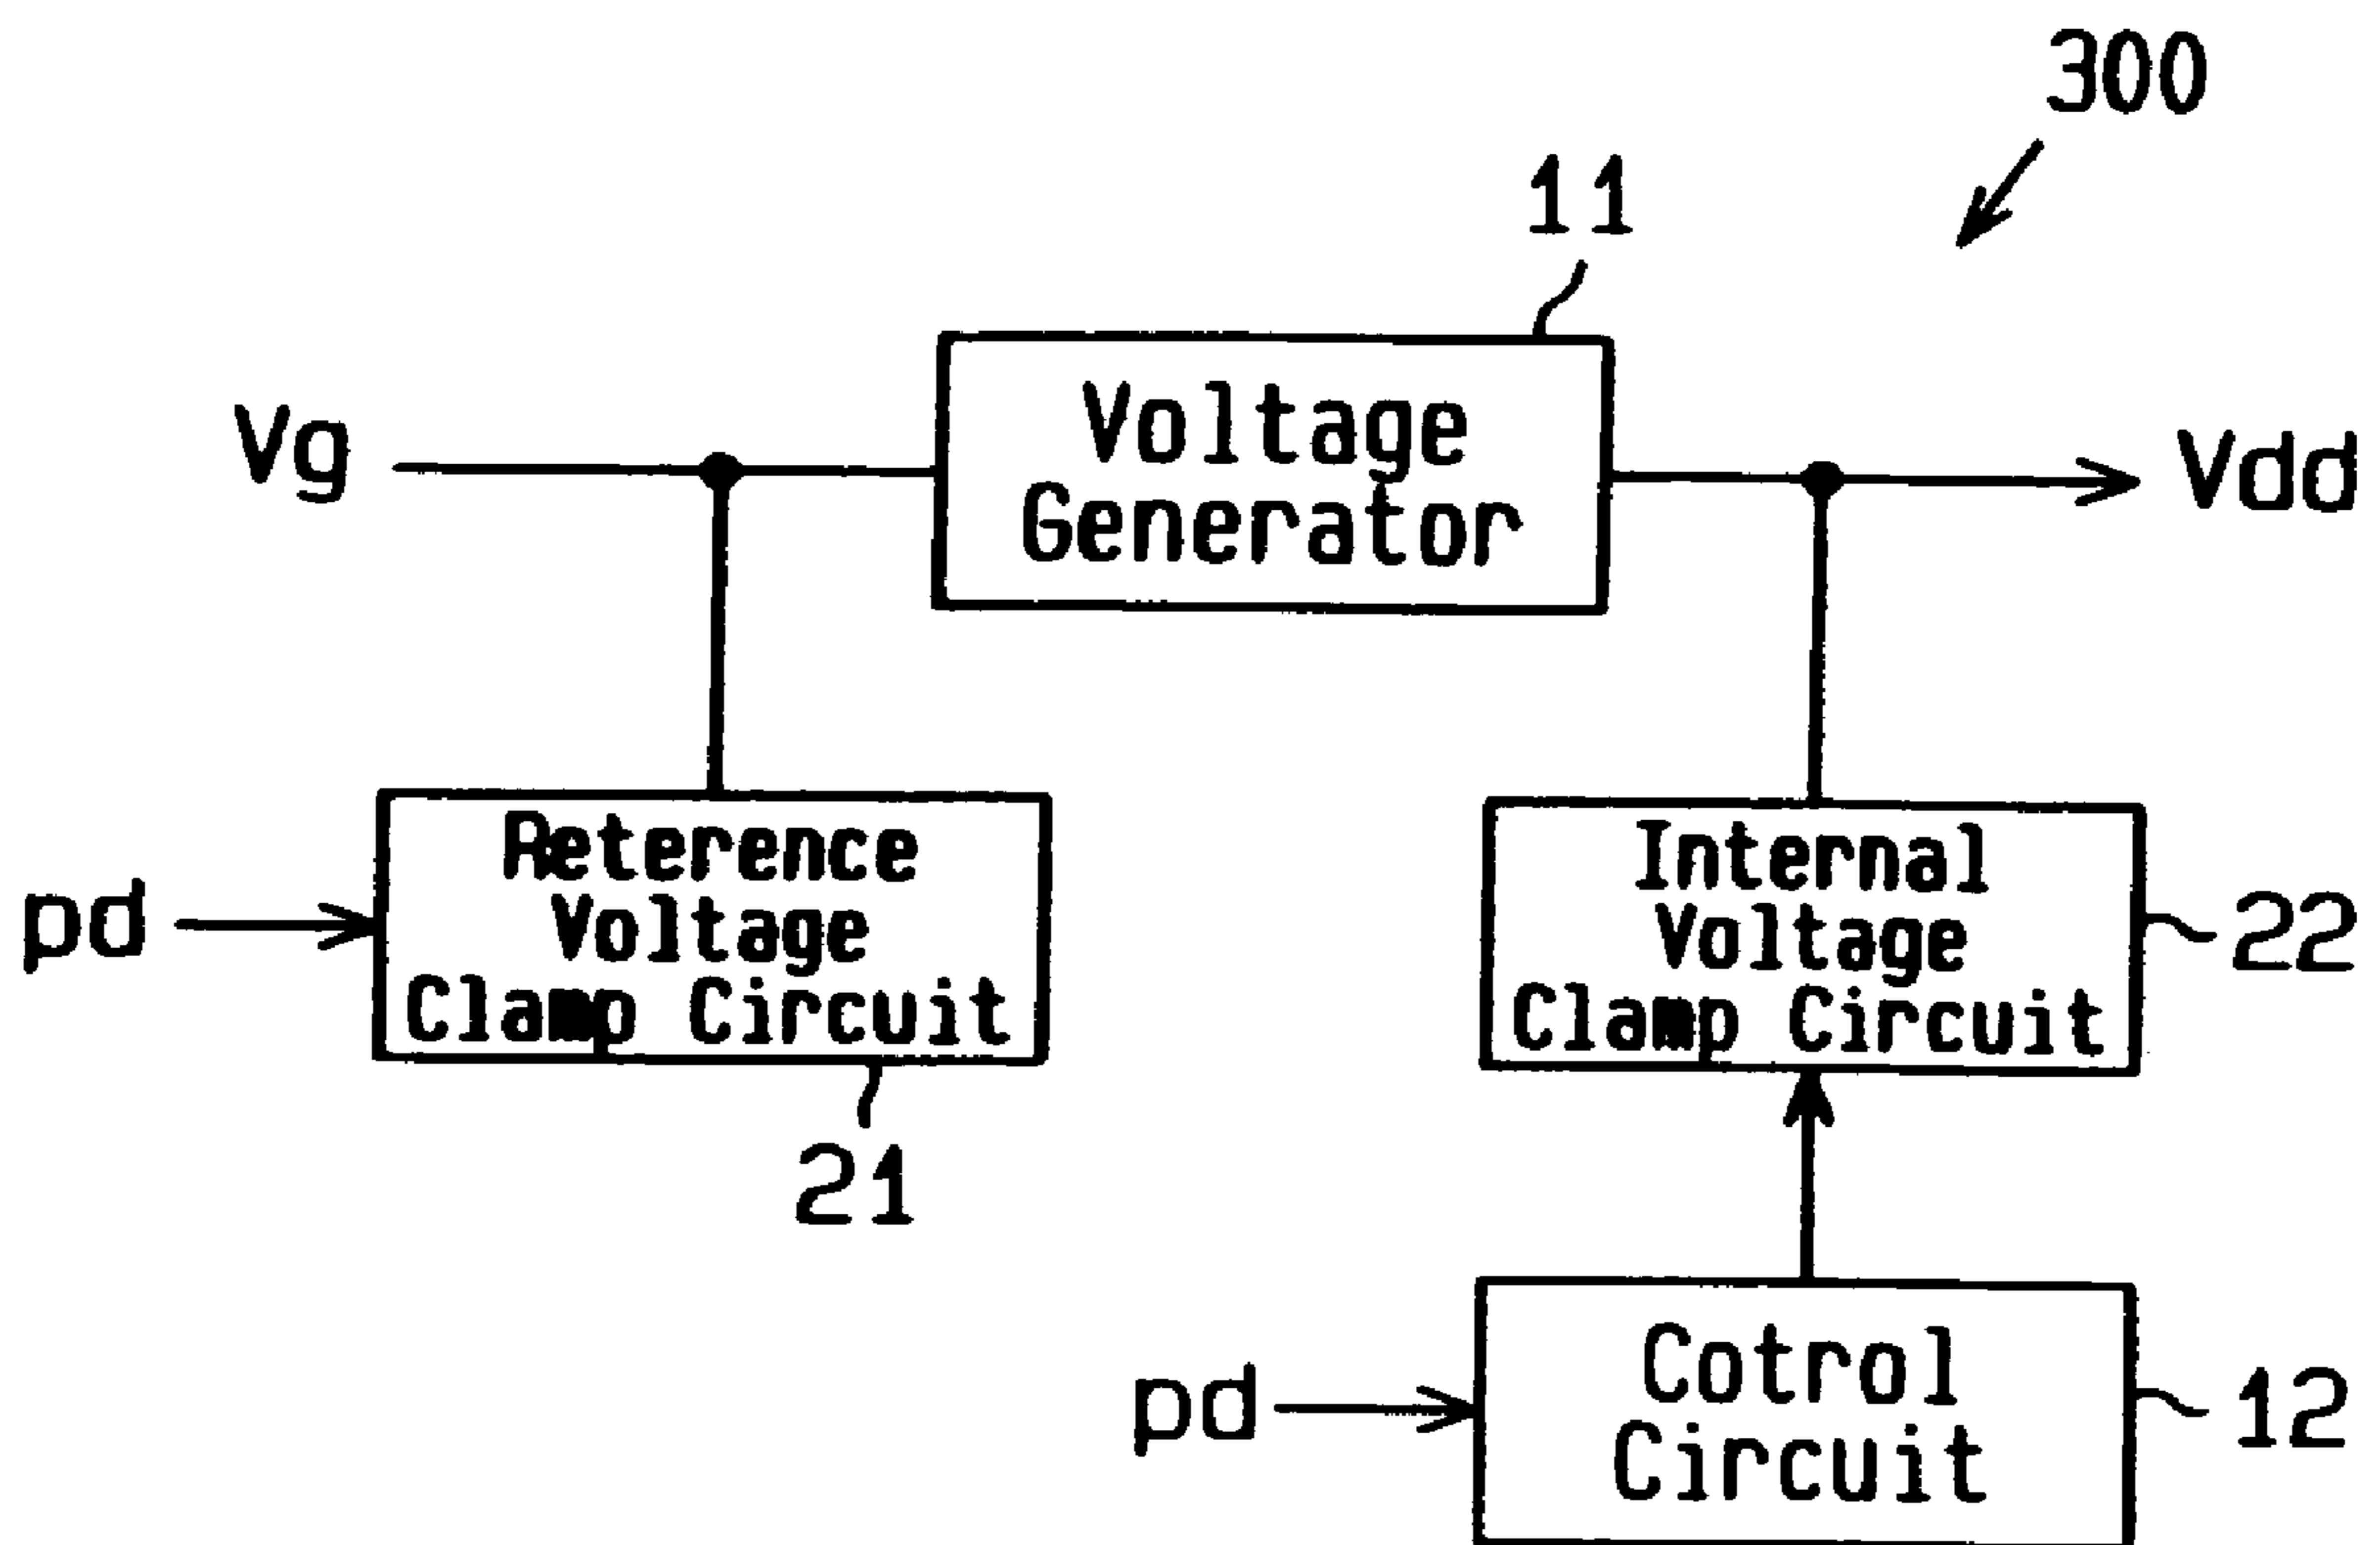 300
11
Vg
Voltage
Generator
Vdd
pd
Reterence
Voltage
Clamp Circuit
21
Internal
Voltage
Clamp Circuit
22
pd
Cotrol
Circuit
12